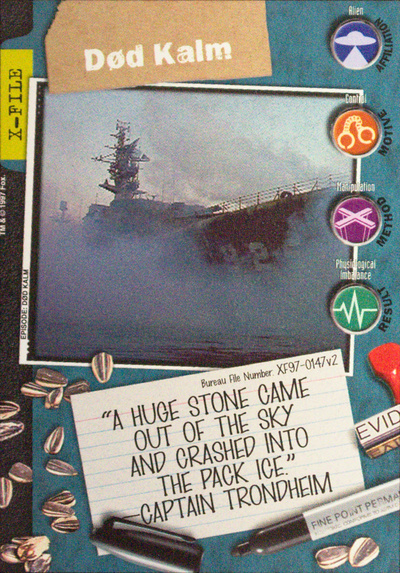 Død Kalm
X-FILE
TM & © 1997 Fox.
EPISODE: DØD KALM
Alien
AFFILIATION
Control
MOTIVE
Manipulation
METHOD
Physiological
Imbalance
RESULT
Bureau File Number: XF97-0147v2
"A HUGE STONE CAME
OUT OF THE SKY
AND CRASHED INTO
THE PACK ICE."
—CAPTAIN TRONDHEIM
EVID
FINE POINT PERMA